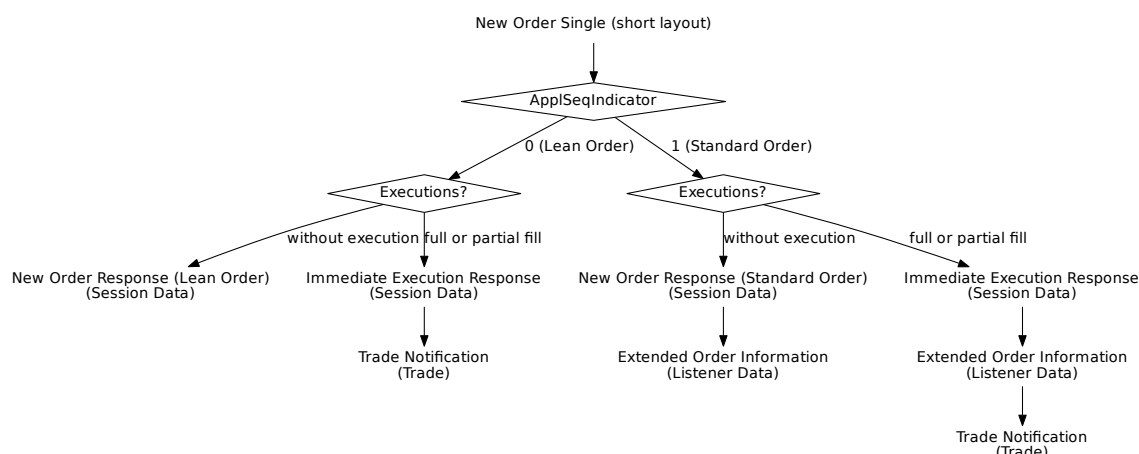 New Order Single (short layout)
ApplSeqIndicator
0 (Lean Order)
1 (Standard Order)
Executions?
Executions?
without execution
full or partial fill
without execution
full or partial fill
New Order Response (Lean Order)
(Session Data)
Immediate Execution Response
(Session Data)
New Order Response (Standard Order)
(Session Data)
Immediate Execution Response
(Session Data)
Trade Notification
(Trade)
Extended Order Information
(Listener Data)
Extended Order Information
(Listener Data)
Trade Notification
(Trade)